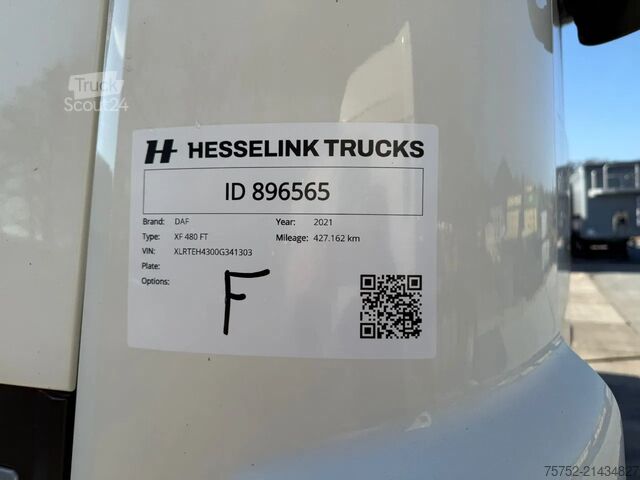 Truck
Scout24
HESSELINK TRUCKS
ID 896565
Brand: DAF Year: 2021
Type: XF 480 FT Mileage: 427.162 km
VIN: XLRTEH4300G341303
Plate:
Options:
F
75752-21434827